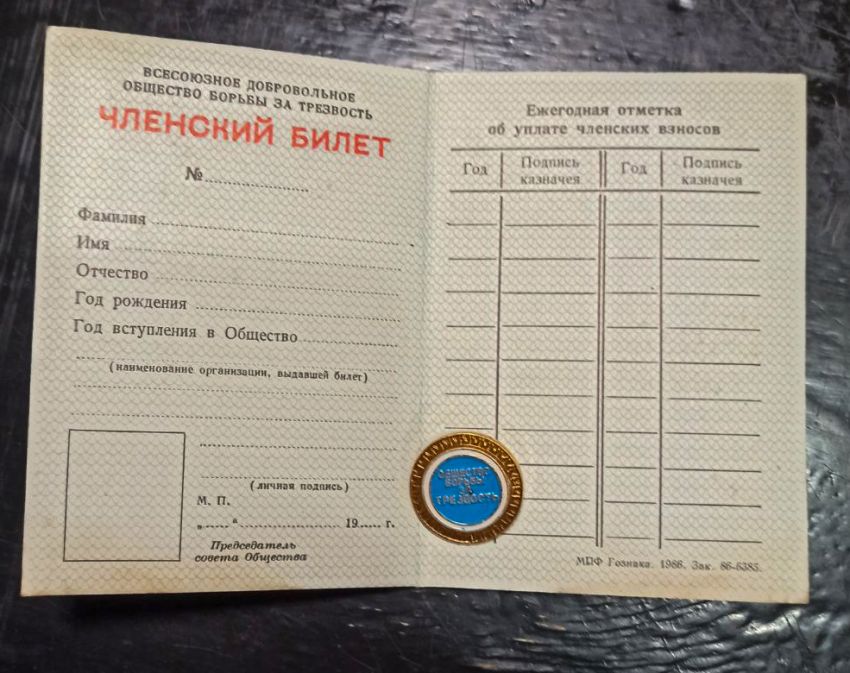 ВСЕСОЮЗНОЕ ДОБРОВОЛЬНОЕ
ОБЩЕСТВО БОРЬБЫ ЗА ТРЕЗВОСТЬ
ЧЛЕНСКИЙ БИЛЕТ
№
Фамилия
Имя
Отчество
Год рождения
Год вступления в Общество
(наименование организации, выдавшей билет)
(личная подпись)
М. П.
„......“ 19..... г.
Председатель
совета Общества
Ежегодная отметка
об уплате членских взносов
Год Подпись казначея Год Подпись казначея
ОБЩЕСТВО
БОРЬБЫ
ЗА
ТРЕЗВОСТЬ
МПФ Гознака. 1986. Зак. 86-6385.